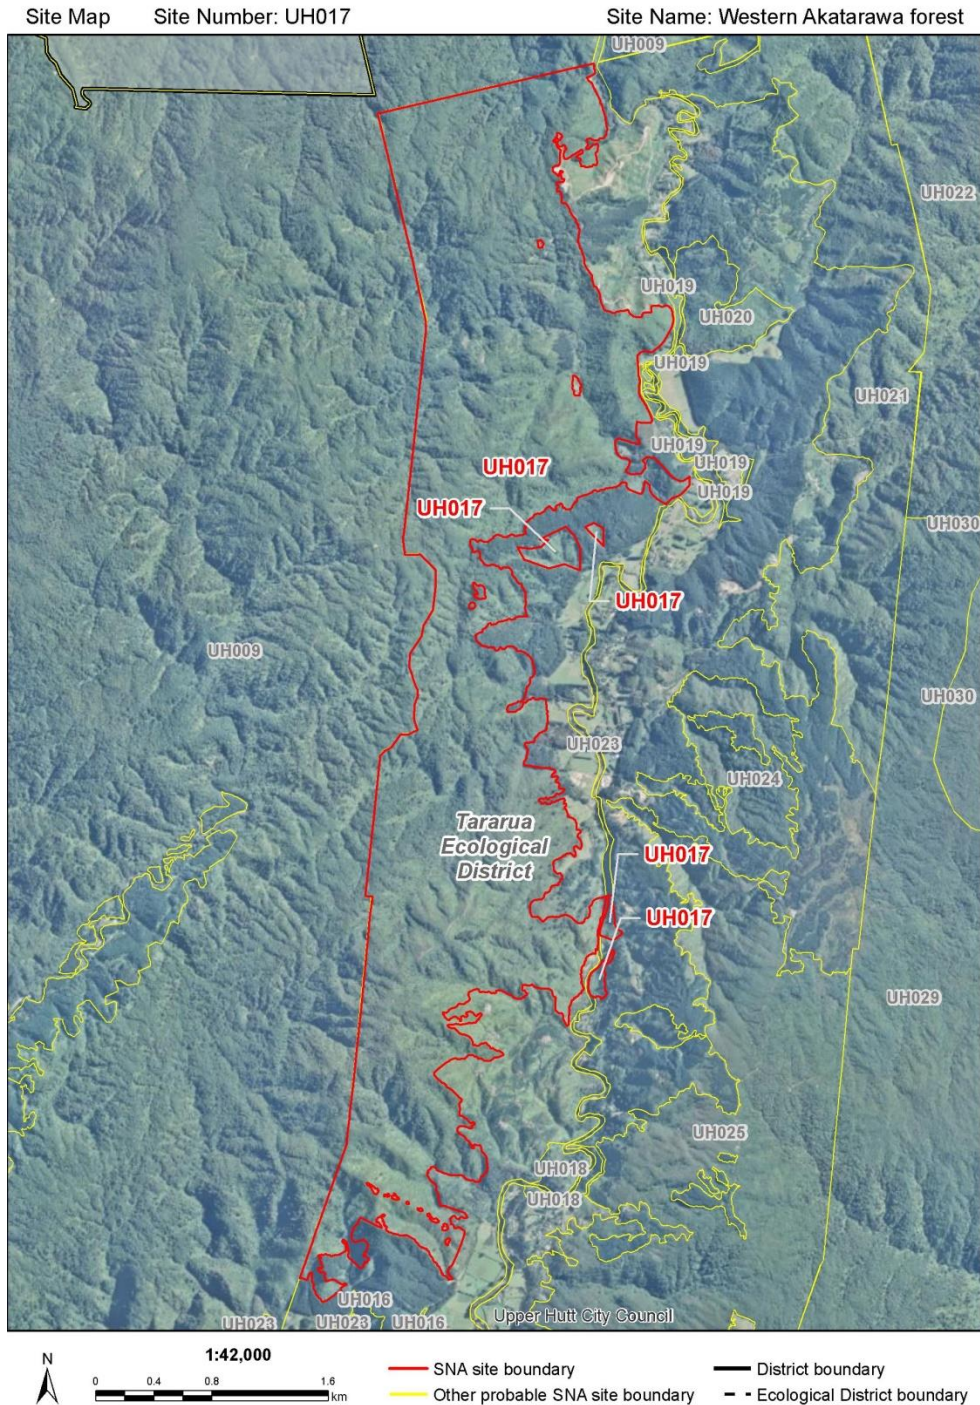 Site Map Site Number: UH017 Site Name: Western Akatarawa forest
UH009
UH022
UH019
UH020
UH019
UH021
UH019
UH017
UH019
UH017
UH019
UH030
UH017
UH009
UH030
UH023
UH024
Tararua
Ecological
District
UH017
UH017
UH029
UH025
UH018
UH018
UH016
UH023
UH023
UH016
Upper Hutt City Council
N
1:42,000
0 0.4 0.8 1.6
km
SNA site boundary
Other probable SNA site boundary
District boundary
Ecological District boundary